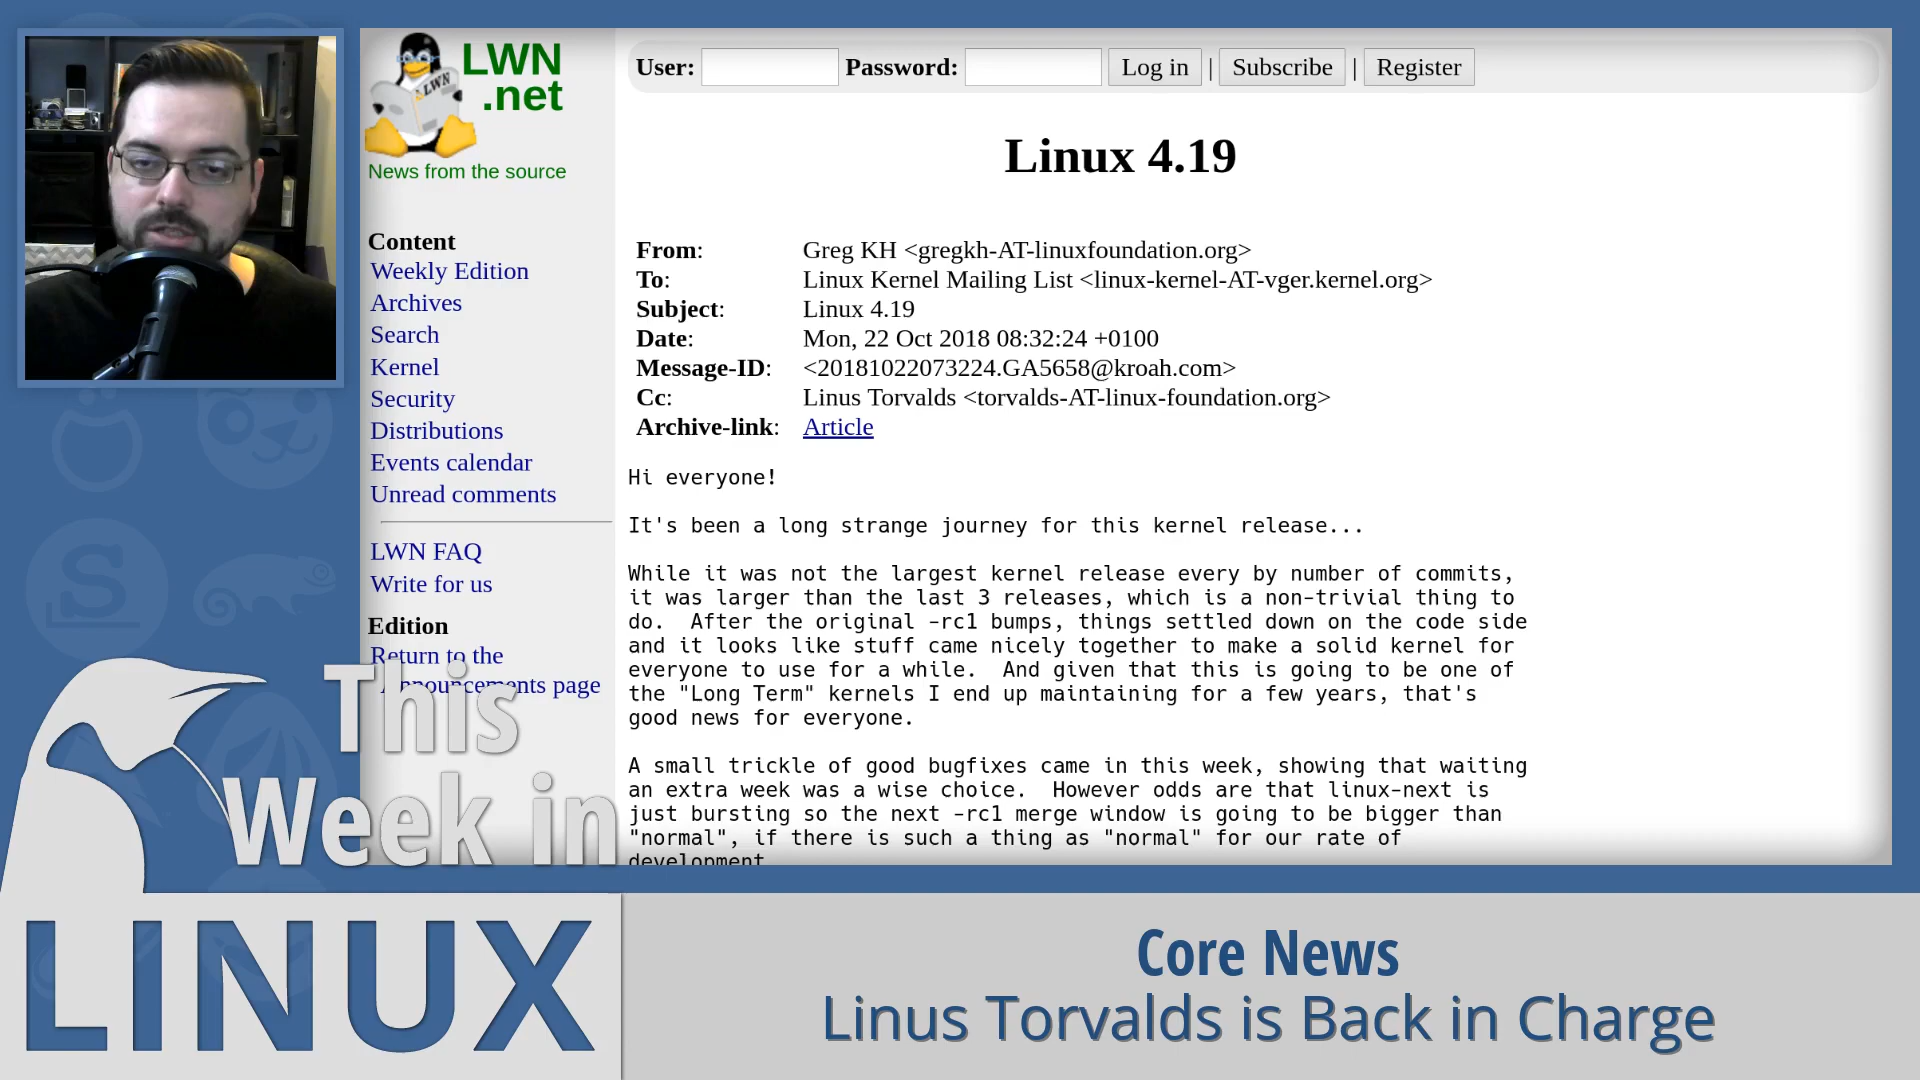 LWN
.net
LWN
News from the source
User:
Password:
Log in | Subscribe | Register
Linux 4.19
Content
Weekly Edition
Archives
Search
Kernel
Security
Distributions
Events calendar
Unread comments
LWN FAQ
Write for us
Edition
Return to the
Announcements page
From: Greg KH <gregkh-AT-linuxfoundation.org>
To: Linux Kernel Mailing List <linux-kernel-AT-vger.kernel.org>
Subject: Linux 4.19
Date: Mon, 22 Oct 2018 08:32:24 +0100
Message-ID: <20181022073224.GA5658@kroah.com>
Cc: Linus Torvalds <torvalds-AT-linux-foundation.org>
Archive-link: Article
Hi everyone!
It's been a long strange journey for this kernel release...
While it was not the largest kernel release every by number of commits,
it was larger than the last 3 releases, which is a non-trivial thing to
do. After the original -rc1 bumps, things settled down on the code side
and it looks like stuff came nicely together to make a solid kernel for
everyone to use for a while. And given that this is going to be one of
the "Long Term" kernels I end up maintaining for a few years, that's
good news for everyone.
A small trickle of good bugfixes came in this week, showing that waiting
an extra week was a wise choice. However odds are that linux-next is
just bursting so the next -rc1 merge window is going to be bigger than
"normal", if there is such a thing as "normal" for our rate of
development.
This
Week in
LINUX
Core News
Linus Torvalds is Back in Charge